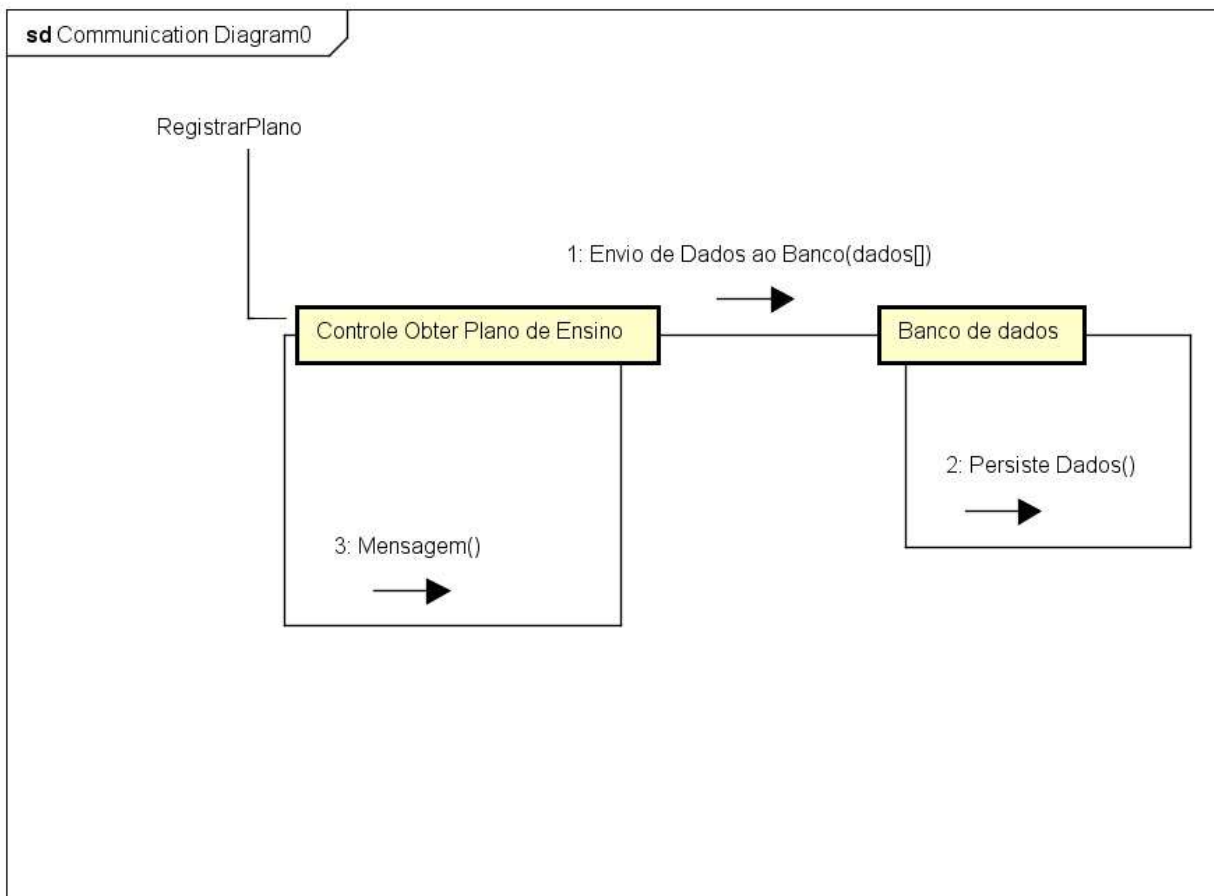 sd Communication Diagram0
RegistrarPlano
1: Envio de Dados ao Banco(dados[])
Controle Obter Plano de Ensino
Banco de dados
2: Persiste Dados()
3: Mensagem()